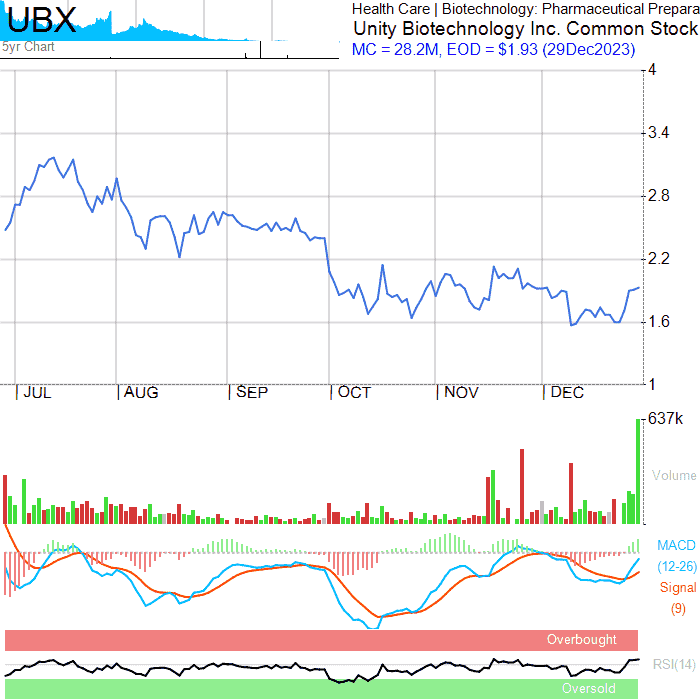 UBX
5yr Chart
Health Care | Biotechnology: Pharmaceutical Prepara
Unity Biotechnology Inc. Common Stock
MC = 28.2M, EOD = $1.93 (29Dec2023)
4
3.4
2.8
2.2
1.6
1
JUL AUG SEP OCT NOV DEC
637k
Volume
MACD
(12-26)
Signal
(9)
Overbought
RSI(14)
Oversold